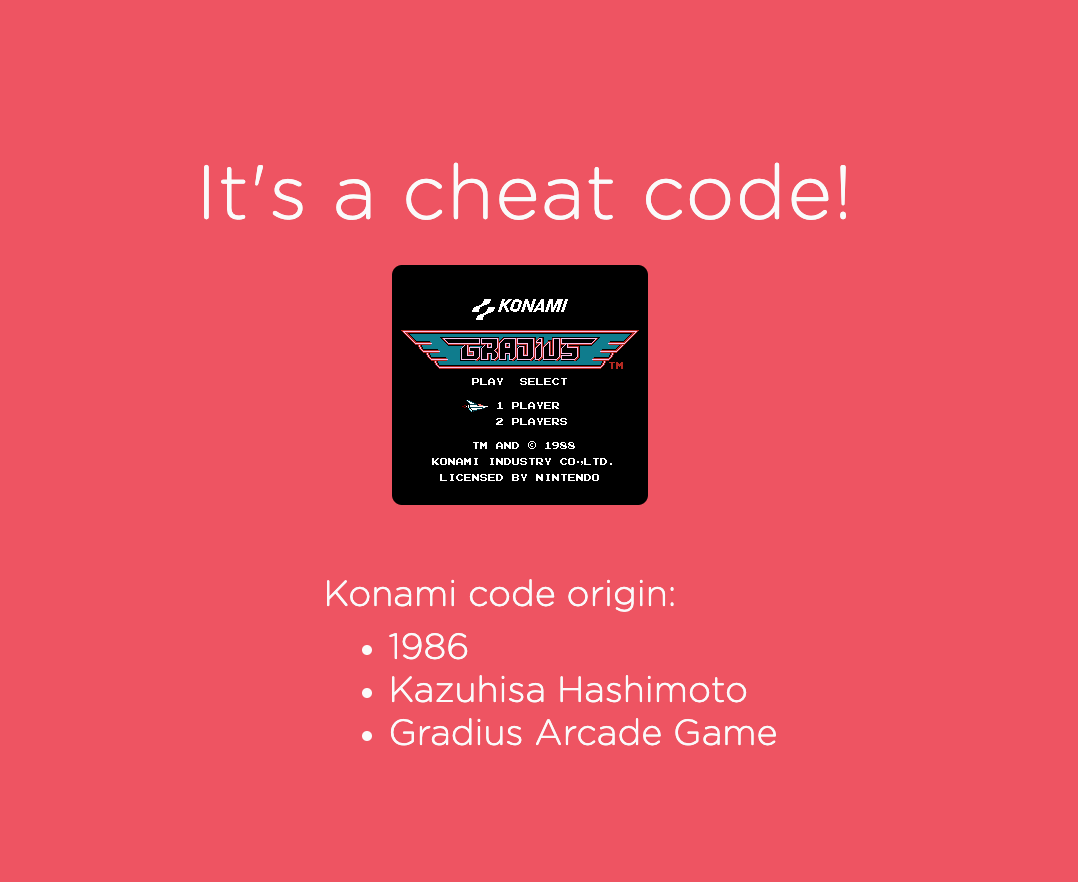 It's a cheat code!
KONAMI
GRADIUS
TM
PLAY SELECT
1 PLAYER
2 PLAYERS
TM AND © 1988
KONAMI INDUSTRY CO.,LTD.
LICENSED BY NINTENDO
Konami code origin:
• 1986
• Kazuhisa Hashimoto
• Gradius Arcade Game